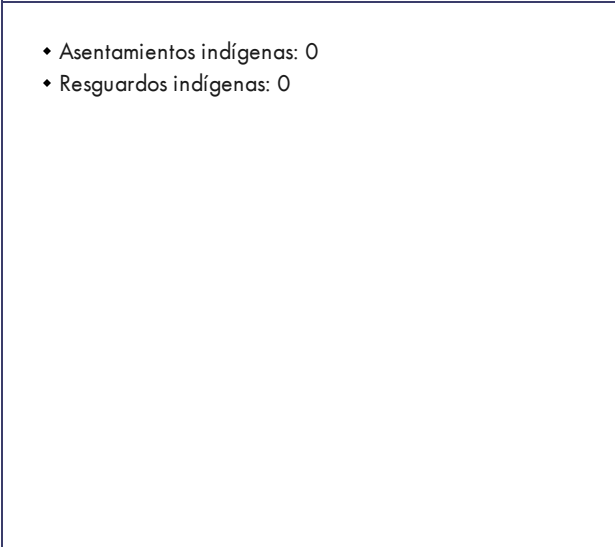 ◆ Asentamientos indígenas: 0
◆ Resguardos indígenas: 0